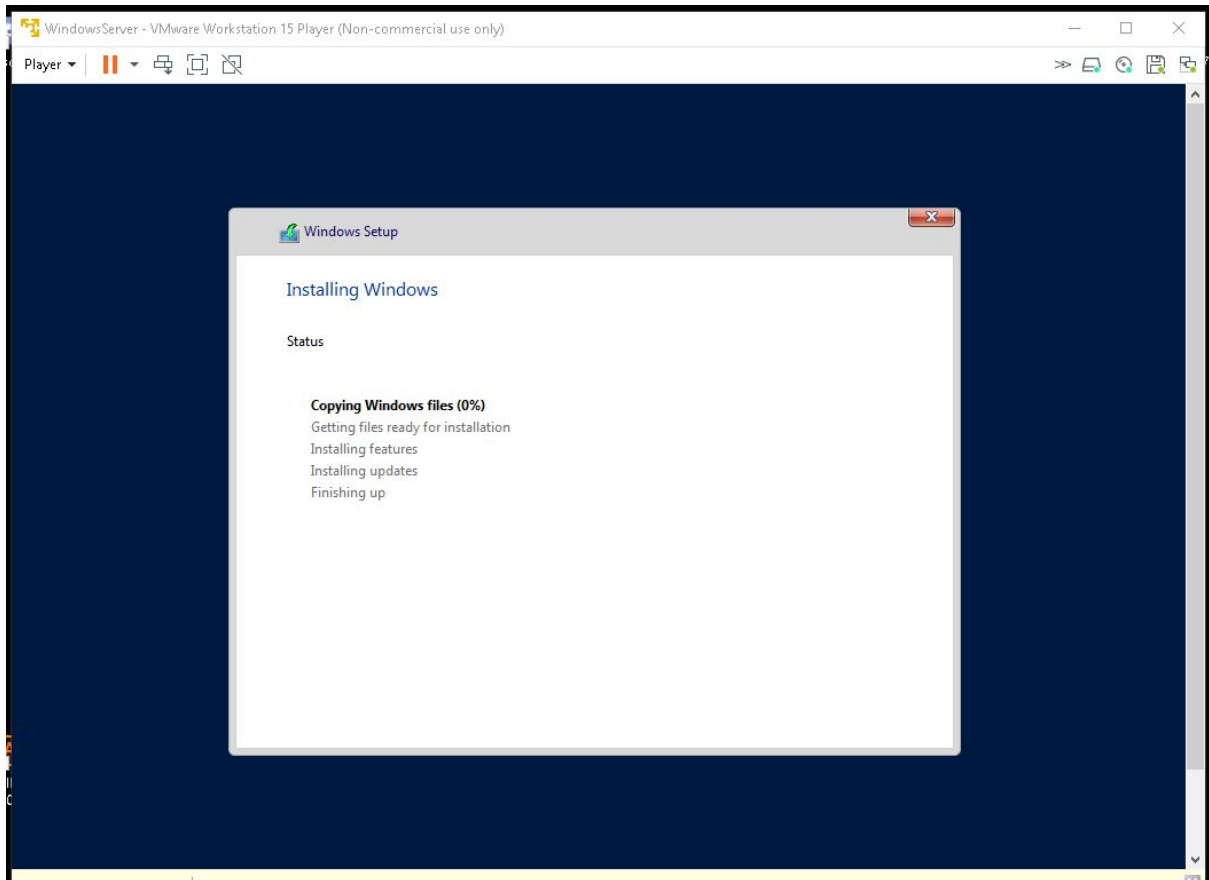 WindowsServer - VMware Workstation 15 Player (Non-commercial use only)
Player
Windows Setup
Installing Windows
Status
Copying Windows files (0%)
Getting files ready for installation
Installing features
Installing updates
Finishing up